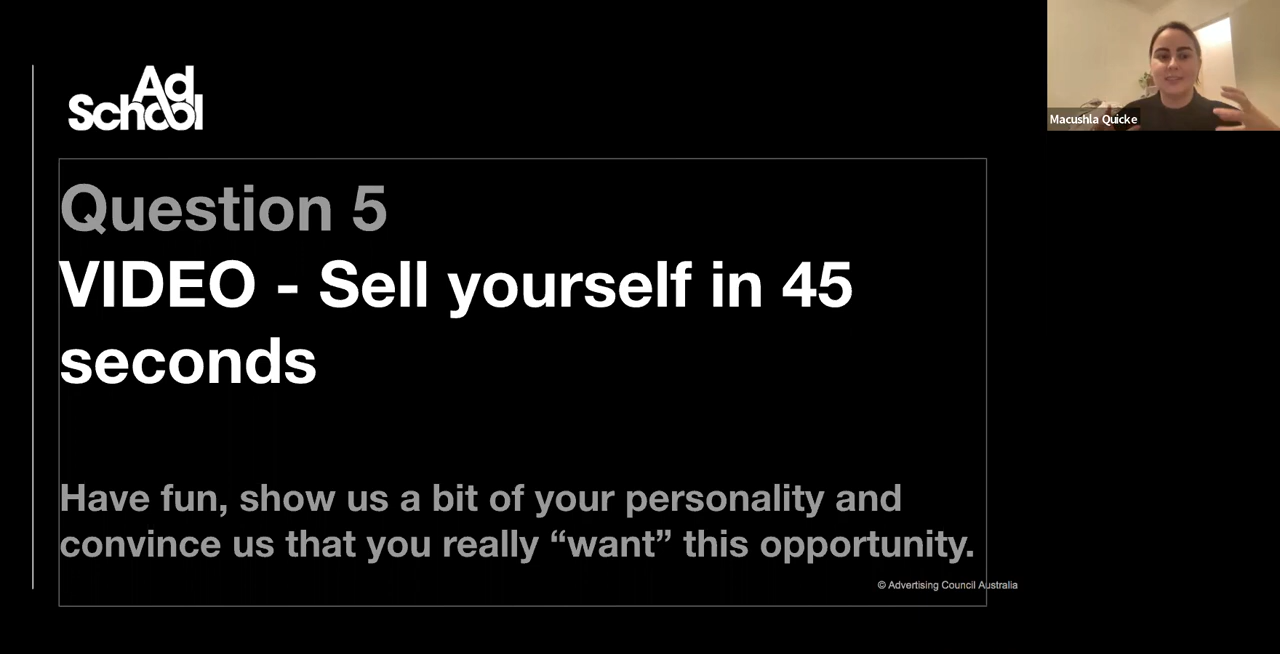 Ad
School
Macushla Quicke
Question 5
VIDEO - Sell yourself in 45
seconds
Have fun, show us a bit of your personality and
convince us that you really “want” this opportunity.
© Advertising Council Australia